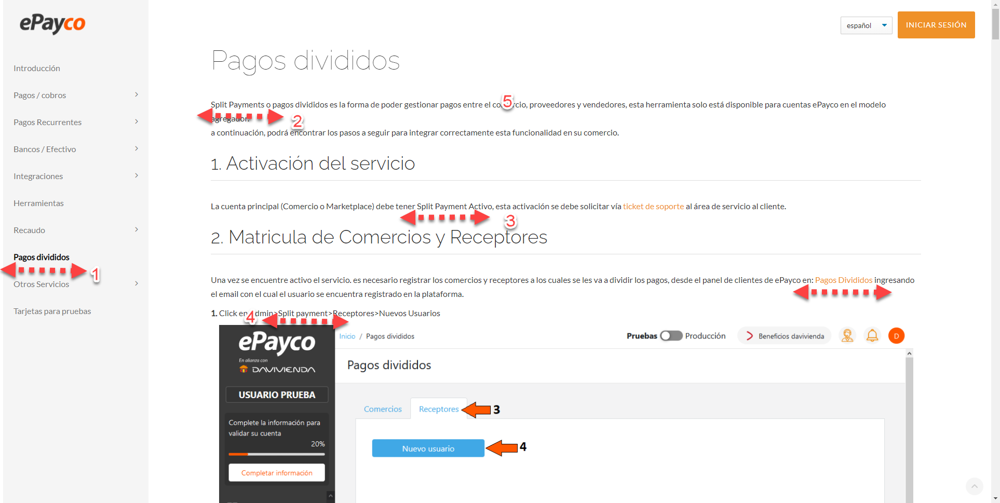 ePayco
Introducción
Pagos / cobros
Pagos Recurrentes
Bancos / Efectivo
Integraciones
Herramientas
Recaudo
Pagos divididos
1
Otros Servicios
Tarjetas para pruebas
español
INICIAR SESIÓN
Pagos divididos
5
Split Payments o pagos divididos es la forma de poder gestionar pagos entre el comercio, proveedores y vendedores, esta herramienta solo está disponible para cuentas ePayco en el modelo
agregador.
2
a continuación, podrá encontrar los pasos a seguir para integrar correctamente esta funcionalidad en su comercio.
1. Activación del servicio
La cuenta principal (Comercio o Marketplace) debe tener Split Payment Activo, esta activación se debe solicitar vía ticket de soporte al área de servicio al cliente.
3
2. Matricula de Comercios y Receptores
Una vez se encuentre activo el servicio. es necesario registrar los comercios y receptores a los cuales se les va a dividir los pagos, desde el panel de clientes de ePayco en: Pagos Divididos ingresando
el email con el cual el usuario se encuentra registrado en la plataforma.
1. Click en Admin>Split payment>Receptores>Nuevos Usuarios
4
ePayco
En alianza con
DAVIVIENDA
USUARIO PRUEBA
Complete la información para
validar su cuenta
20%
Completar información
Inicio / Pagos divididos
Pruebas Producción
Beneficios davivienda
D
Pagos divididos
Comercios
Receptores
3
Nuevo usuario
4